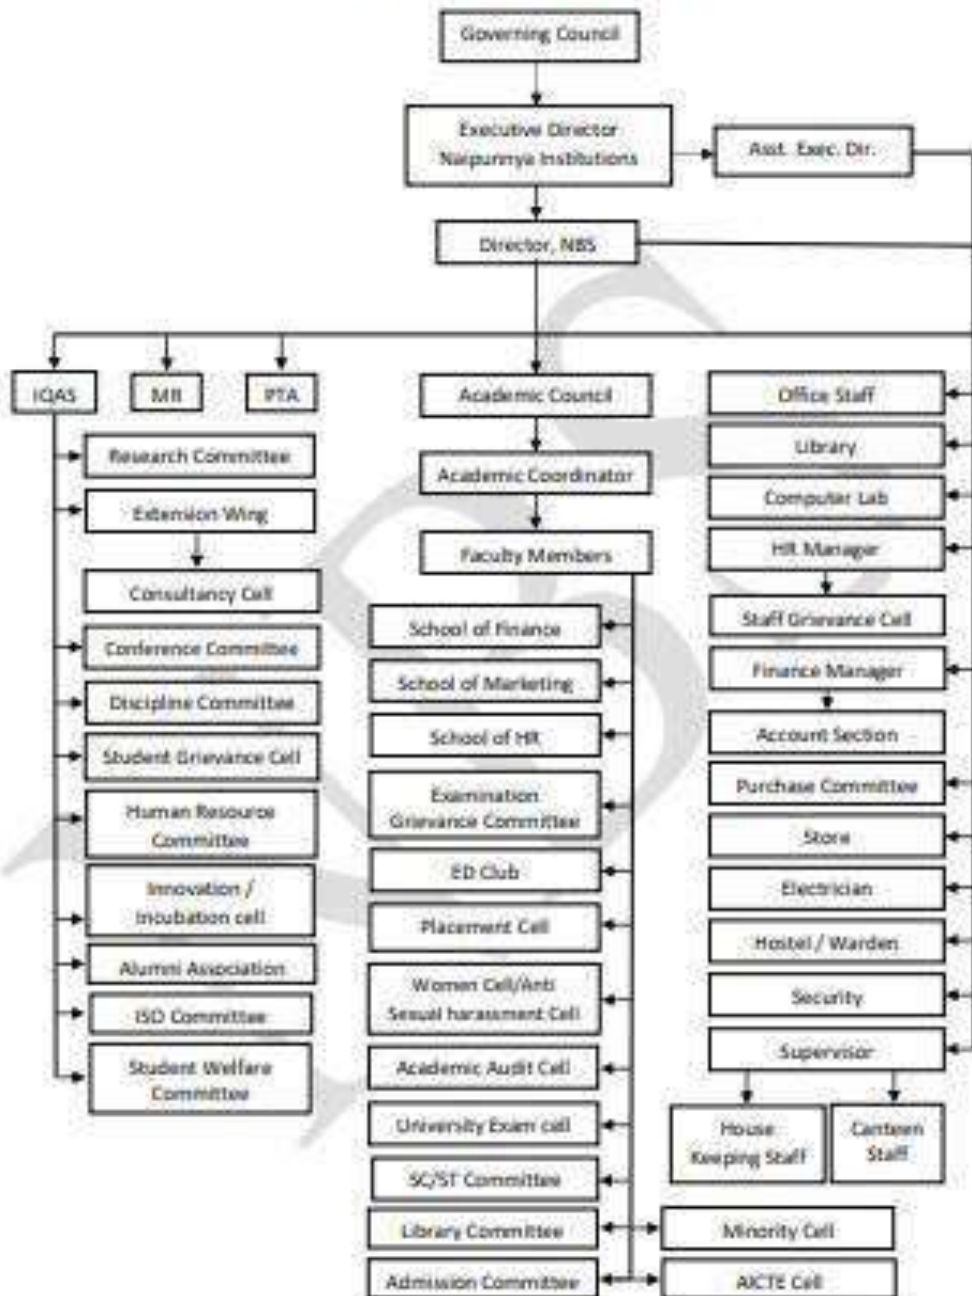 Governing Council
Executive Director
Naipunnya Institutions
Asst. Exec. Dir.
Director, NBS
IQAS
MR
PTA
Research Committee
Extension Wing
Consultancy Cell
Conference Committee
Discipline Committee
Student Grievance Cell
Human Resource
Committee
Innovation /
Incubation cell
Alumni Association
ISO Committee
Student Welfare
Committee
Academic Council
Academic Coordinator
Faculty Members
School of Finance
School of Marketing
School of HR
Examination
Grievance Committee
ED Club
Placement Cell
Women Cell/Anti
Sexual harassment Cell
Academic Audit Cell
University Exam cell
SC/ST Committee
Library Committee
Admission Committee
Office Staff
Library
Computer Lab
HR Manager
Staff Grievance Cell
Finance Manager
Account Section
Purchase Committee
Store
Electrician
Hostel / Warden
Security
Supervisor
House
Keeping Staff
Canteen
Staff
Minority Cell
AICTE Cell